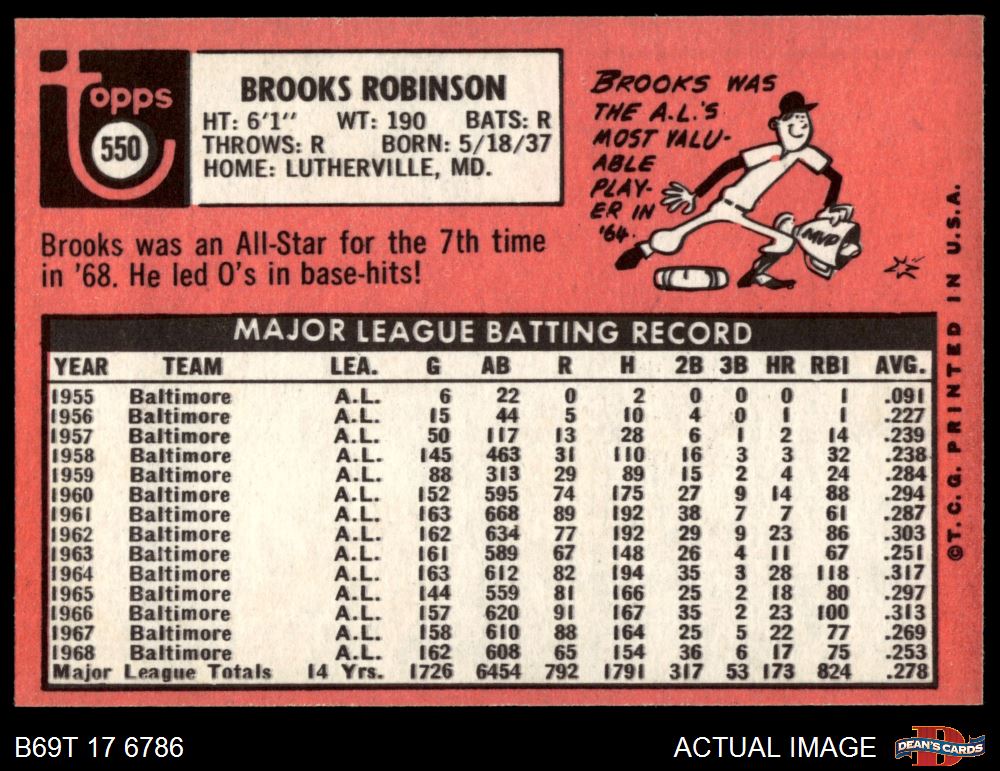 Topps
550
BROOKS ROBINSON
HT: 6'1" WT: 190 BATS: R
THROWS: R BORN: 5/18/37
HOME: LUTHERVILLE, MD.
Brooks was an All-Star for the 7th time
in '68. He led O's in base-hits!
BROOKS WAS
THE A.L.'S
MOST VALU-
ABLE
PLAY-
ER IN
'64.
MVP
MAJOR LEAGUE BATTING RECORD
YEAR TEAM LEA. G AB R H 2B 3B HR RBI AVG.
1955 Baltimore A.L. 6 22 0 2 0 0 0 1 .091
1956 Baltimore A.L. 15 44 5 10 4 0 1 1 .227
1957 Baltimore A.L. 50 117 13 28 6 1 2 14 .239
1958 Baltimore A.L. 145 463 31 110 16 3 3 32 .238
1959 Baltimore A.L. 88 313 29 89 15 2 4 24 .284
1960 Baltimore A.L. 152 595 74 175 27 9 14 88 .294
1961 Baltimore A.L. 163 668 89 192 38 7 7 61 .287
1962 Baltimore A.L. 162 634 77 192 29 9 23 86 .303
1963 Baltimore A.L. 161 589 67 148 26 4 11 67 .251
1964 Baltimore A.L. 163 612 82 194 35 3 28 118 .317
1965 Baltimore A.L. 144 559 81 166 25 2 18 80 .297
1966 Baltimore A.L. 157 620 91 167 35 2 23 100 .313
1967 Baltimore A.L. 158 610 88 164 25 5 22 77 .269
1968 Baltimore A.L. 162 608 65 154 36 6 17 75 .253
Major League Totals 14 Yrs. 1726 6454 792 1791 317 53 173 824 .278
©T.C.G. PRINTED IN U.S.A.
B69T 17 6786
ACTUAL IMAGE
DEAN'S CARDS